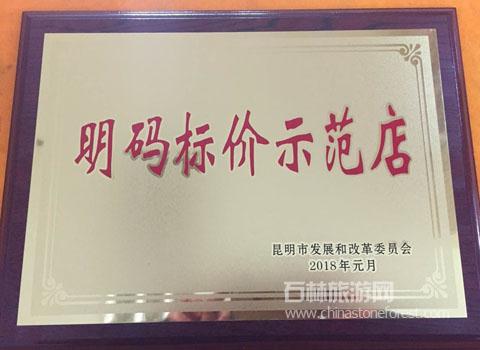 明码标价示范店
昆明市发展和改革委员会
2018年元月
石林旅游网
www.chinastoneforest.com